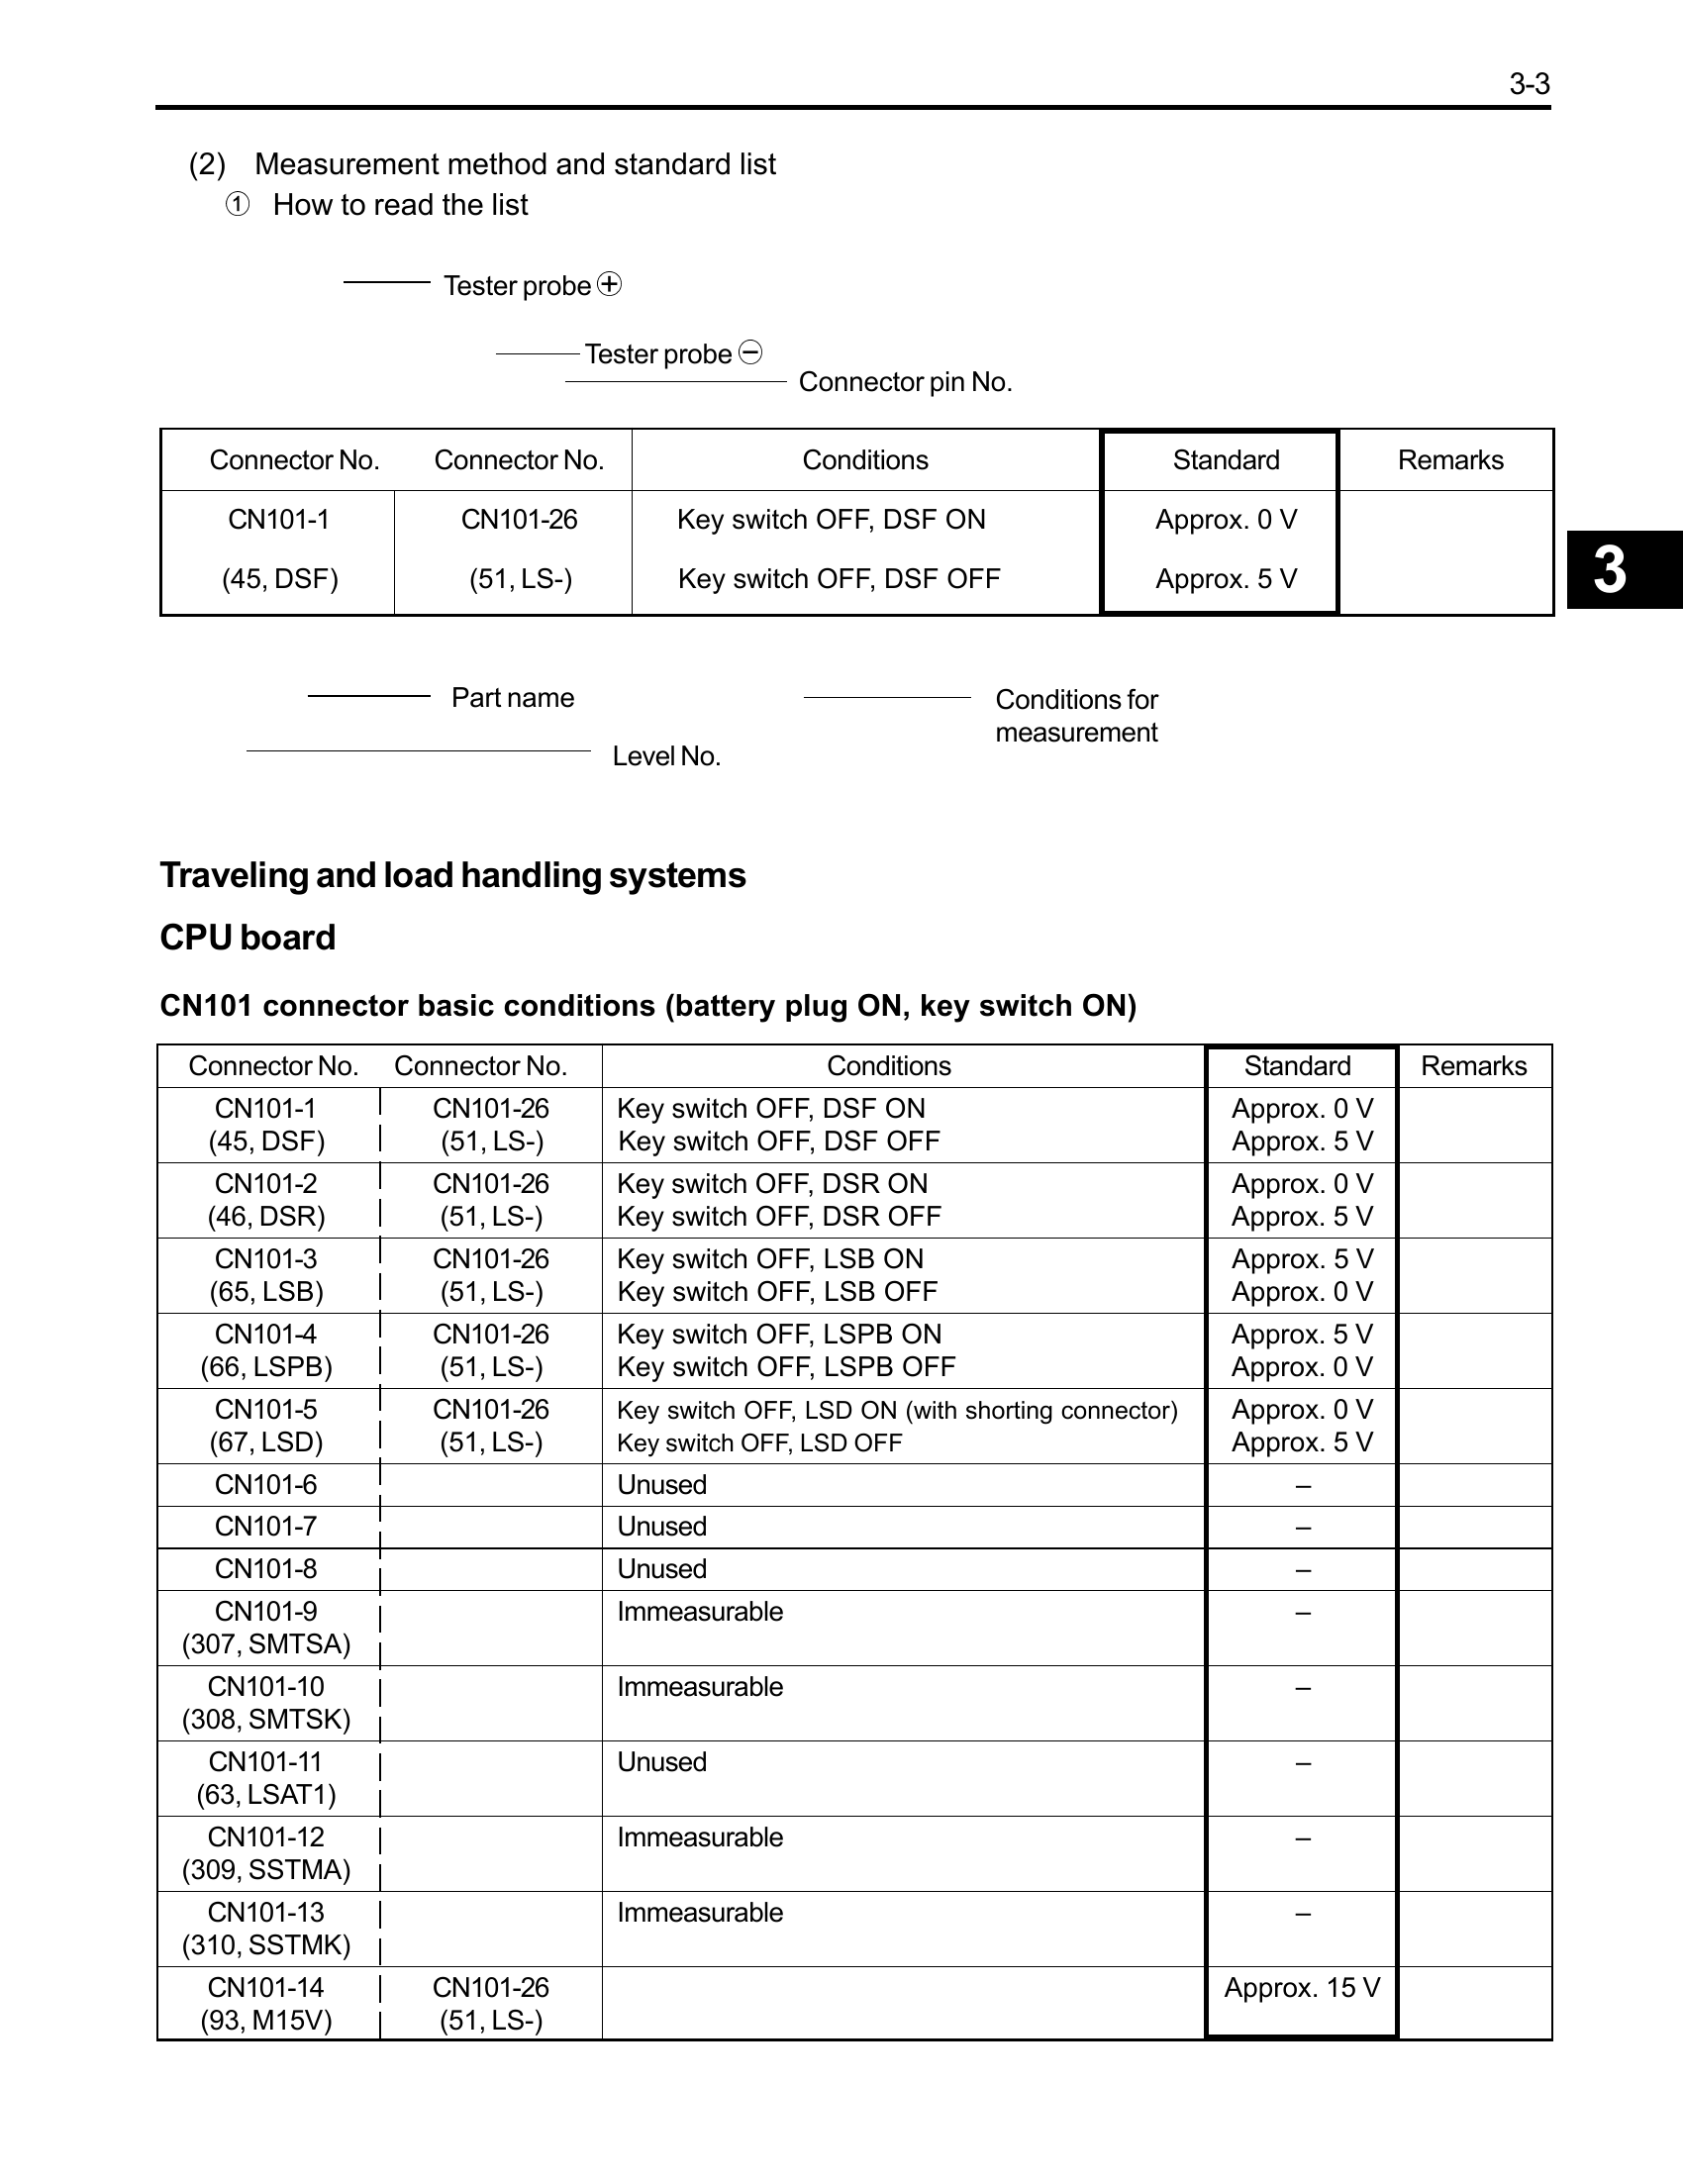 3-3
(2) Measurement method and standard list
① How to read the list
Tester probe ⊕
Tester probe ⊖
Connector pin No.
Connector No. Connector No. Conditions Standard Remarks
CN101-1 CN101-26 Key switch OFF, DSF ON Approx. 0 V
(45, DSF) (51, LS-) Key switch OFF, DSF OFF Approx. 5 V
3
Part name
Conditions for
measurement
Level No.
Traveling and load handling systems
CPU board
CN101 connector basic conditions (battery plug ON, key switch ON)
Connector No. Connector No. Conditions Standard Remarks
CN101-1 CN101-26 Key switch OFF, DSF ON Approx. 0 V
(45, DSF) (51, LS-) Key switch OFF, DSF OFF Approx. 5 V
CN101-2 CN101-26 Key switch OFF, DSR ON Approx. 0 V
(46, DSR) (51, LS-) Key switch OFF, DSR OFF Approx. 5 V
CN101-3 CN101-26 Key switch OFF, LSB ON Approx. 5 V
(65, LSB) (51, LS-) Key switch OFF, LSB OFF Approx. 0 V
CN101-4 CN101-26 Key switch OFF, LSPB ON Approx. 5 V
(66, LSPB) (51, LS-) Key switch OFF, LSPB OFF Approx. 0 V
CN101-5 CN101-26 Key switch OFF, LSD ON (with shorting connector) Approx. 0 V
(67, LSD) (51, LS-) Key switch OFF, LSD OFF Approx. 5 V
CN101-6 Unused –
CN101-7 Unused –
CN101-8 Unused –
CN101-9 Immeasurable –
(307, SMTSA)
CN101-10 Immeasurable –
(308, SMTSK)
CN101-11 Unused –
(63, LSAT1)
CN101-12 Immeasurable –
(309, SSTMA)
CN101-13 Immeasurable –
(310, SSTMK)
CN101-14 CN101-26 Approx. 15 V
(93, M15V) (51, LS-)